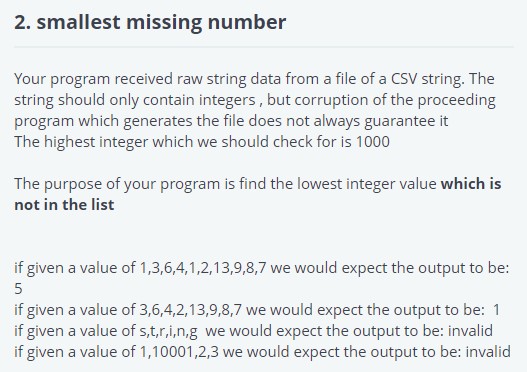 2. smallest missing number
Your program received raw string data from a file of a CSV string. The
string should only contain integers , but corruption of the proceeding
program which generates the file does not always guarantee it
The highest integer which we should check for is 1000
The purpose of your program is find the lowest integer value which is
not in the list
if given a value of 1,3,6,4,1,2,13,9,8,7 we would expect the output to be:
5
if given a value of 3,6,4,2,13,9,8,7 we would expect the output to be:  1
if given a value of s,t,r,i,n,g  we would expect the output to be: invalid
if given a value of 1,10001,2,3 we would expect the output to be: invalid